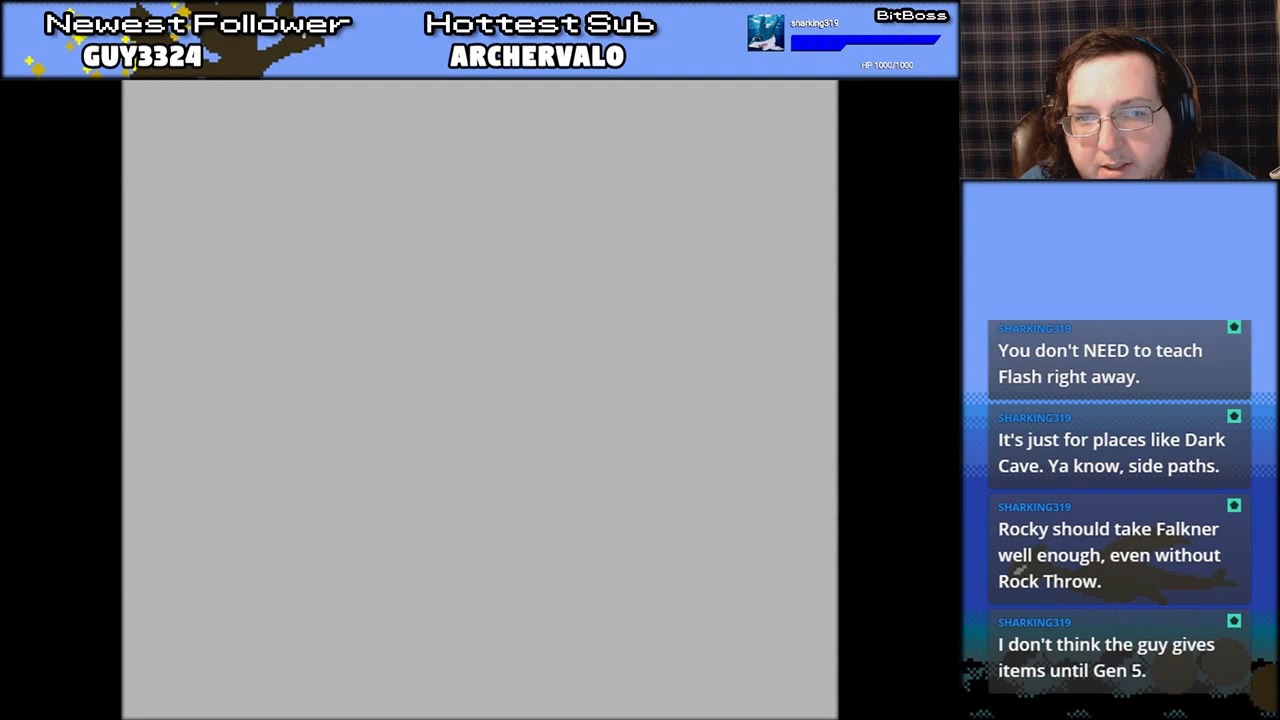 Newest Follower
GUY3324
Hottest Sub
ARCHERVALO
sharking319
BitBoss
HP 1000/1000
SHARKING319
You don't NEED to teach
Flash right away.
SHARKING319
It's just for places like Dark
Cave. Ya know, side paths.
SHARKING319
Rocky should take Falkner
well enough, even without
Rock Throw.
SHARKING319
I don't think the guy gives
items until Gen 5.